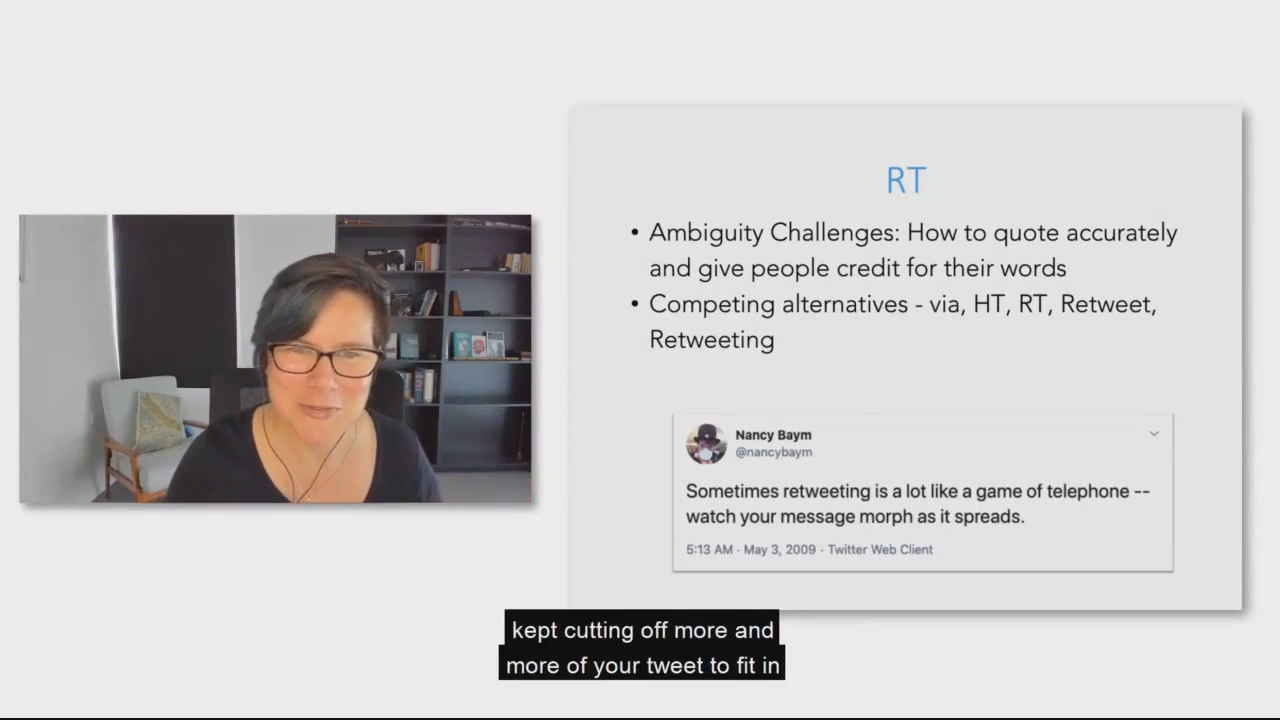 RT
• Ambiguity Challenges: How to quote accurately
and give people credit for their words
• Competing alternatives - via, HT, RT, Retweet,
Retweeting
Nancy Baym
@nancybaym
Sometimes retweeting is a lot like a game of telephone --
watch your message morph as it spreads.
5:13 AM · May 3, 2009 · Twitter Web Client
kept cutting off more and
more of your tweet to fit in